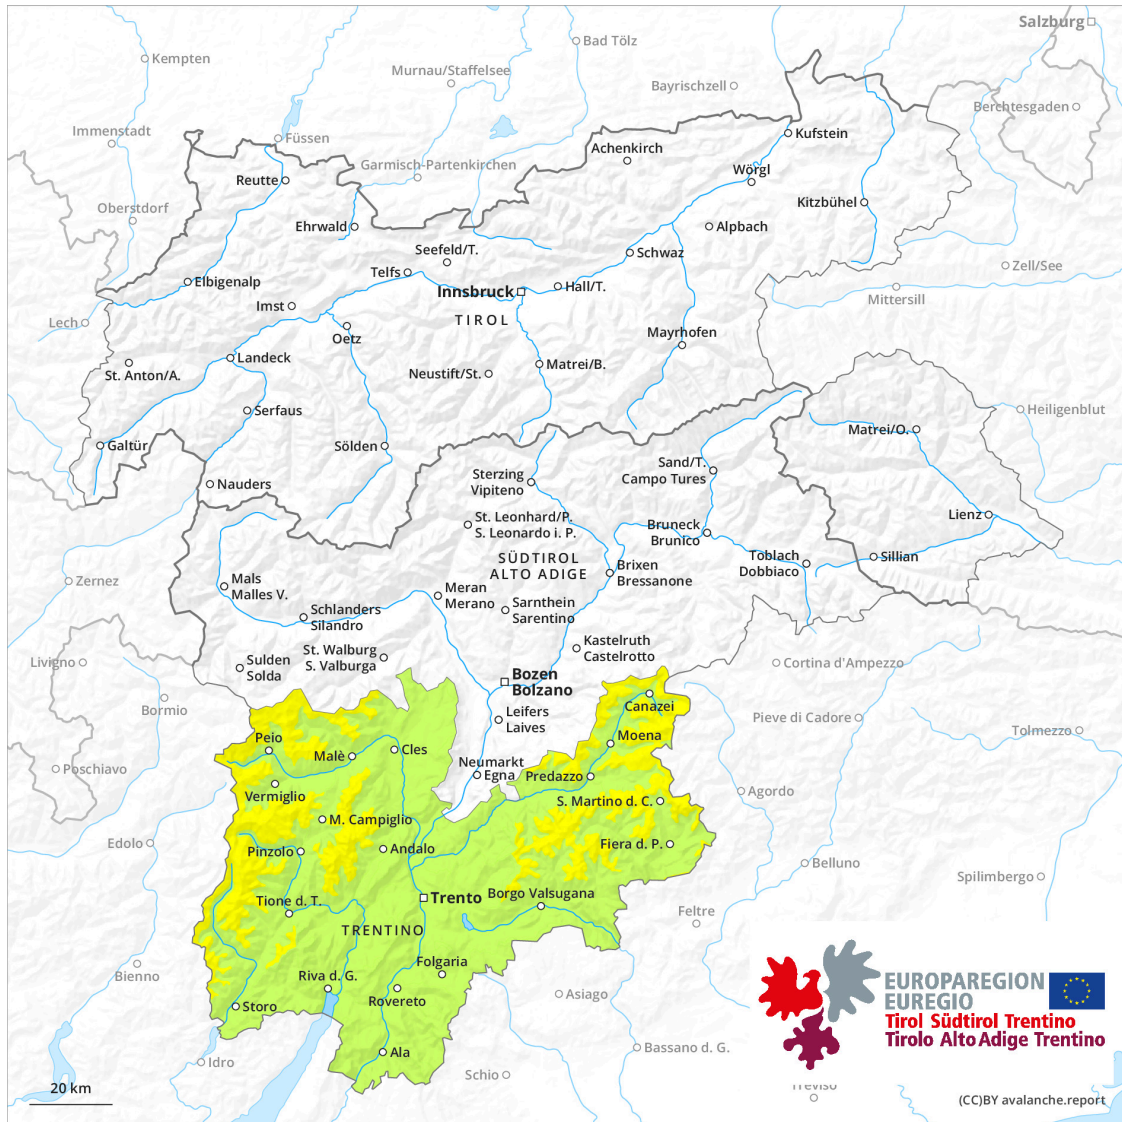 Salzburg
Bad Tölz
Kempten
Murnau/Staffelsee
Bayrischzell
Berchtesgaden
Immenstadt
Füssen
Kufstein
Achenkirch
Garmisch-Partenkirchen
Wörgl
Reutte
Kitzbühel
Oberstdorf
Ehrwald
Alpbach
Seefeld/T.
Schwaz
Zell/See
Telfs
Elbigenalp
Hall/T.
Innsbruck
Mittersill
Imst
TIROL
Lech
Oetz
Mayrhofen
Landeck
Matrei/B.
St. Anton/A.
Neustift/St.
Serfaus
Heiligenblut
Matrei/O.
Galtür
Sölden
Sand/T.
Campo Tures
Sterzing
Vipiteno
Nauders
Lienz
St. Leonhard/P.
S. Leonardo i. P.
Bruneck
Brunico
SÜDTIROL
ALTO ADIGE
Toblach
Dobbiaco
Sillian
Brixen
Bressanone
Zernez
Mals
Malles V.
Meran
Merano
Schlanders
Silandro
Sarnthein
Sarentino
Kastelruth
Castelrotto
St. Walburg
S. Valburga
Livigno
Sulden
Solda
Cortina d'Ampezzo
Bozen
Bolzano
Bormio
Canazei
Leifers
Laives
Pieve di Cadore
Tolmezzo
Peio
Moena
Cles
Malè
Neumarkt
Egna
Poschiavo
Predazzo
Vermiglio
Agordo
S. Martino d. C.
M. Campiglio
Edolo
Fiera d. P.
Pinzolo
Andalo
Belluno
Spilimbergo
Borgo Valsugana
Trento
Tione d. T.
Feltre
TRENTINO
Folgaria
Bienno
Riva d. G.
EUROPAREGION
EUREGIO
Asiago
Rovereto
Storo
Tirol Südtirol Trentino
Tirolo Alto Adige Trentino
Bassano d. G.
Ala
Idro
Schio
Treviso
20 km
(CC)BY avalanche.report